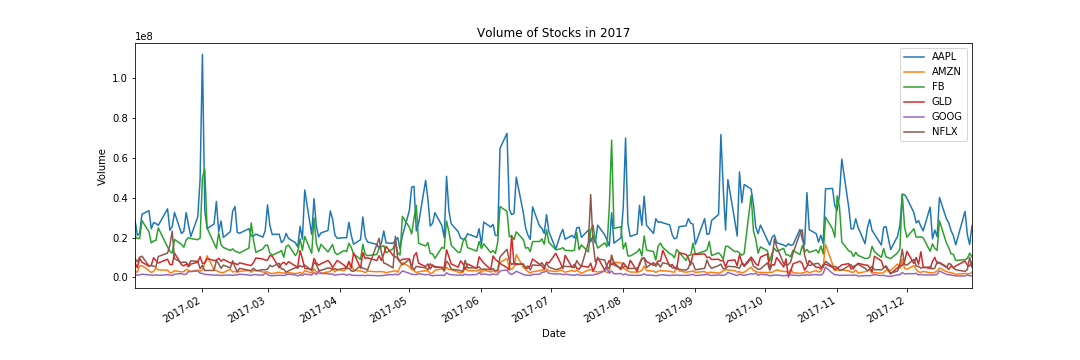 Volume of Stocks in 2017
1e8
1.0
0.8
0.6
0.4
0.2
0.0
Volume
AAPL
AMZN
FB
GLD
GOOG
NFLX
2017-02
2017-03
2017-04
2017-05
2017-06
2017-07
2017-08
2017-09
2017-10
2017-11
2017-12
Date